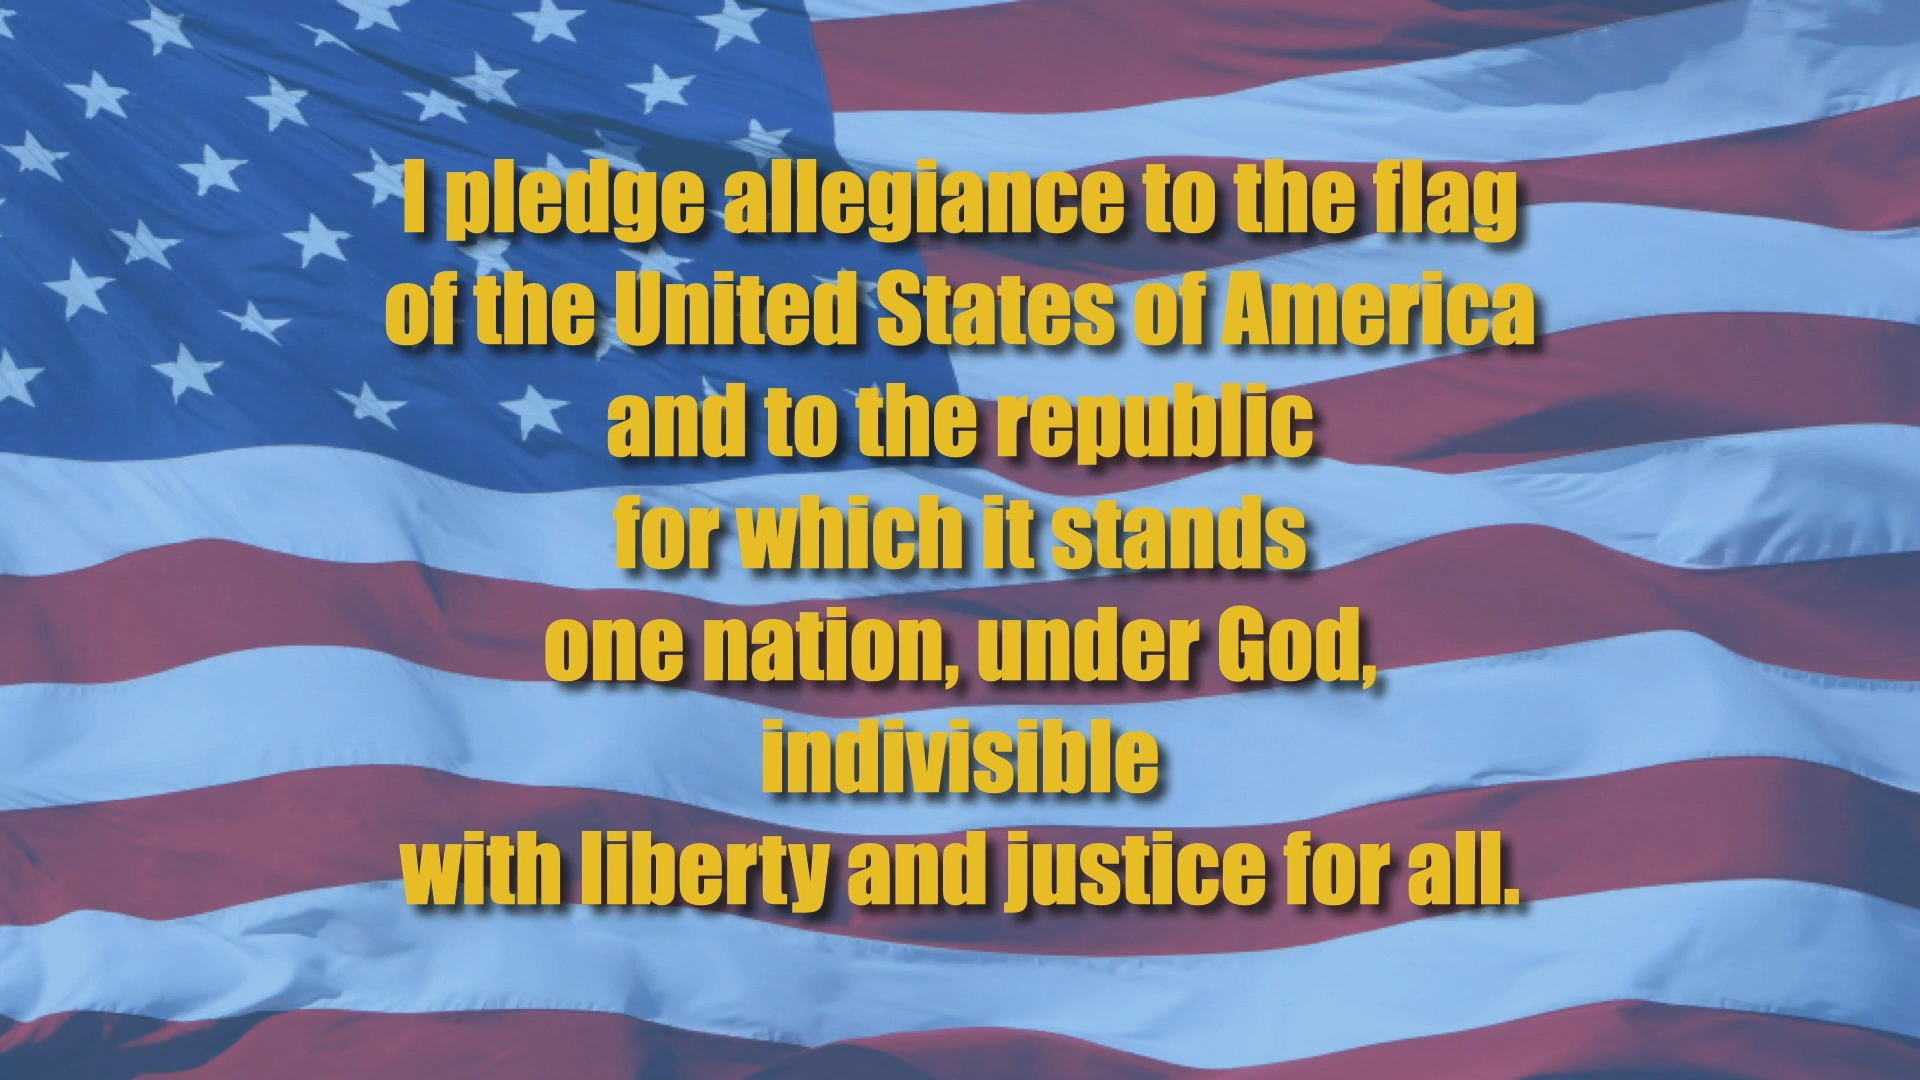 I pledge allegiance to the flag
of the United States of America
and to the republic
for which it stands
one nation, under God,
indivisible
with liberty and justice for all.